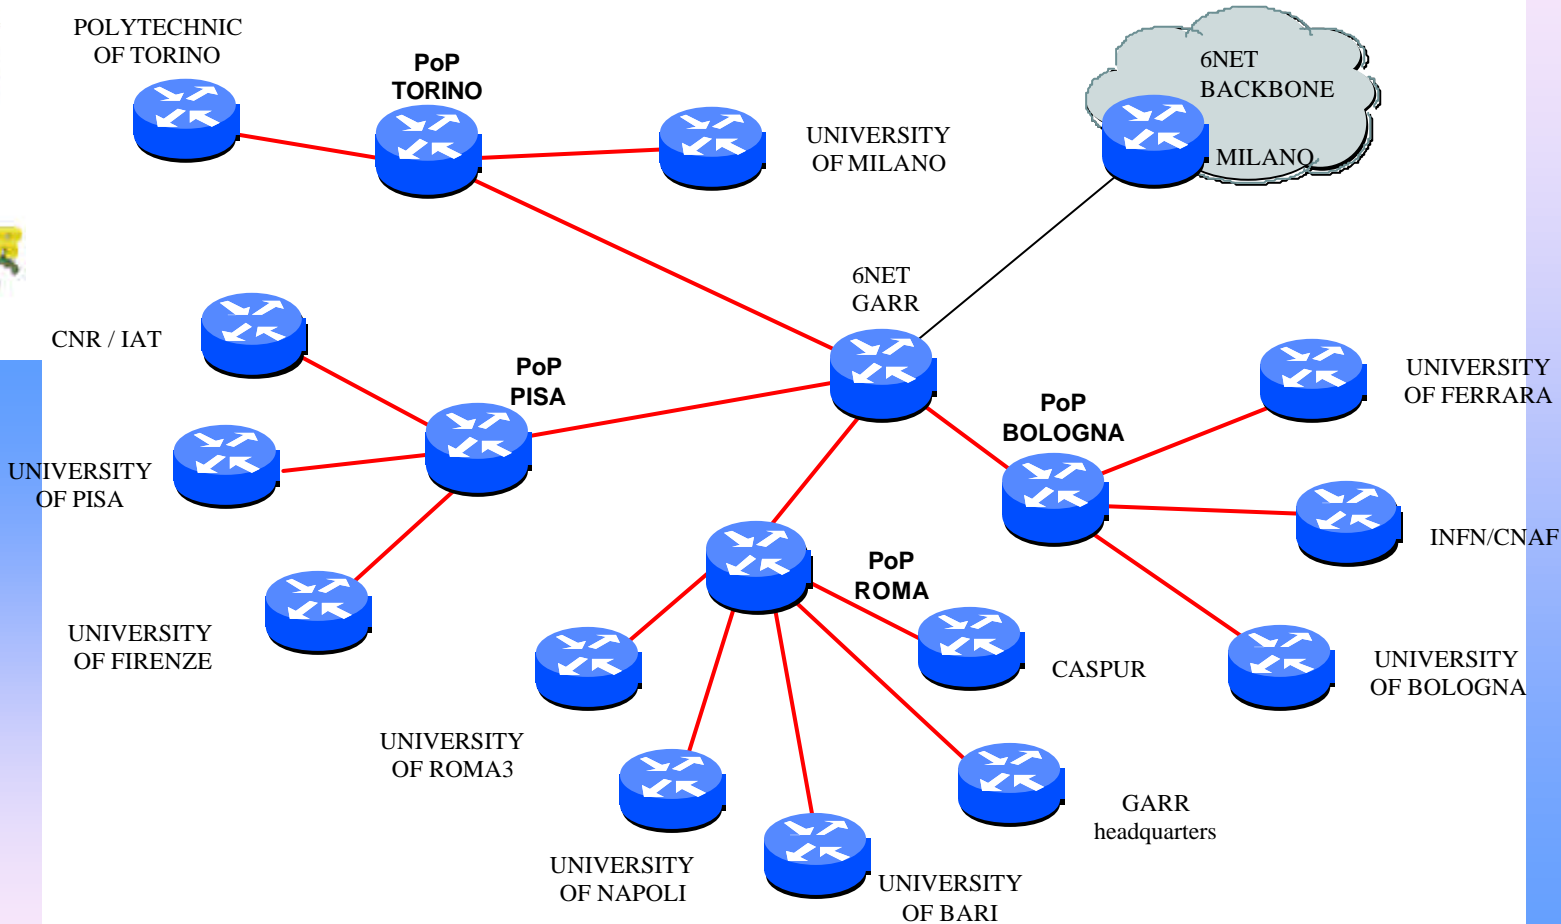 POLYTECHNIC
OF TORINO
PoP
TORINO
UNIVERSITY
OF MILANO
6NET
BACKBONE
MILANO
6NET
GARR
CNR / IAT
PoP
PISA
UNIVERSITY
OF PISA
UNIVERSITY
OF FIRENZE
PoP
BOLOGNA
UNIVERSITY
OF FERRARA
INFN/CNAF
UNIVERSITY
OF BOLOGNA
PoP
ROMA
CASPUR
UNIVERSITY
OF ROMA3
GARR
headquarters
UNIVERSITY
OF NAPOLI
UNIVERSITY
OF BARI